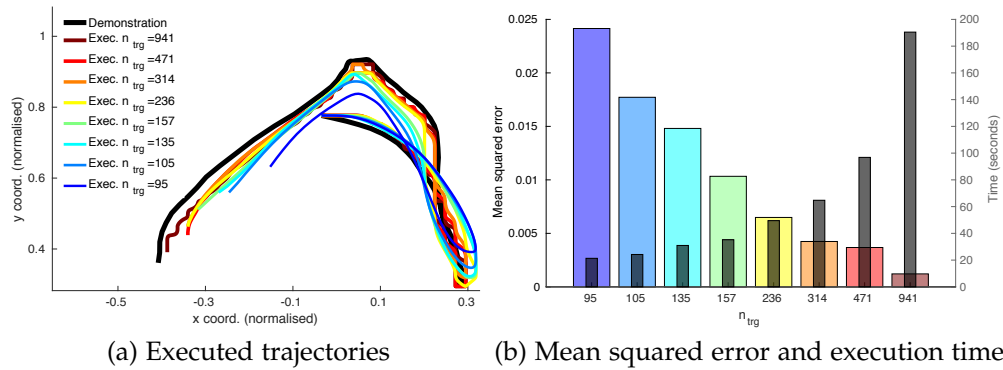 Demonstration
Exec. n trg =941
Exec. n trg =471
Exec. n trg =314
Exec. n trg =236
Exec. n trg =157
Exec. n trg =135
Exec. n trg =105
Exec. n trg =95
1
0.8
0.6
0.4
y coord. (normalised)
-0.5 -0.3 -0.1 0.1 0.3
x coord. (normalised)
(a) Executed trajectories
0.025
0.02
0.015
0.01
0.005
0
Mean squared error
200
180
160
140
120
100
80
60
40
20
0
Time (seconds)
95 105 135 157 236 314 471 941
n trg
(b) Mean squared error and execution time